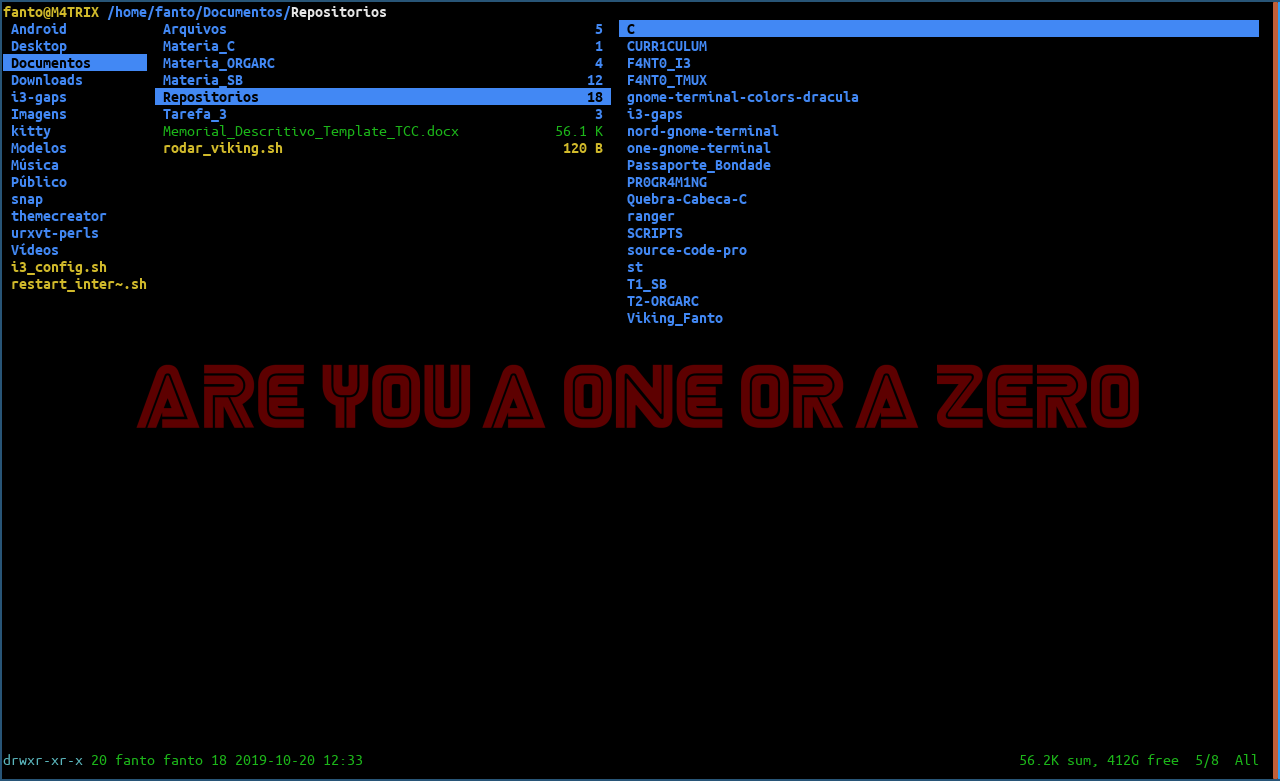 fanto@M4TRIX /home/fanto/Documentos/Repositorios
Android
Desktop
Documentos
Downloads
i3-gaps
Imagens
kitty
Modelos
Música
Público
snap
themecreator
urxvt-perls
Vídeos
i3_config.sh
restart_inter~.sh
Arquivos 5
Materia_C 1
Materia_ORGARC 4
Materia_SB 12
Repositorios 18
Tarefa_3 3
Memorial_Descritivo_Template_TCC.docx 56.1 K
rodar_viking.sh 120 B
C
CURR1CULUM
F4NT0_I3
F4NT0_TMUX
gnome-terminal-colors-dracula
i3-gaps
nord-gnome-terminal
one-gnome-terminal
Passaporte_Bondade
PR0GR4M1NG
Quebra-Cabeca-C
ranger
SCRIPTS
source-code-pro
st
T1_SB
T2-ORGARC
Viking_Fanto
ARE YOU A ONE OR A ZERO
drwxr-xr-x 20 fanto fanto 18 2019-10-20 12:33 56.2K sum, 412G free 5/8 All